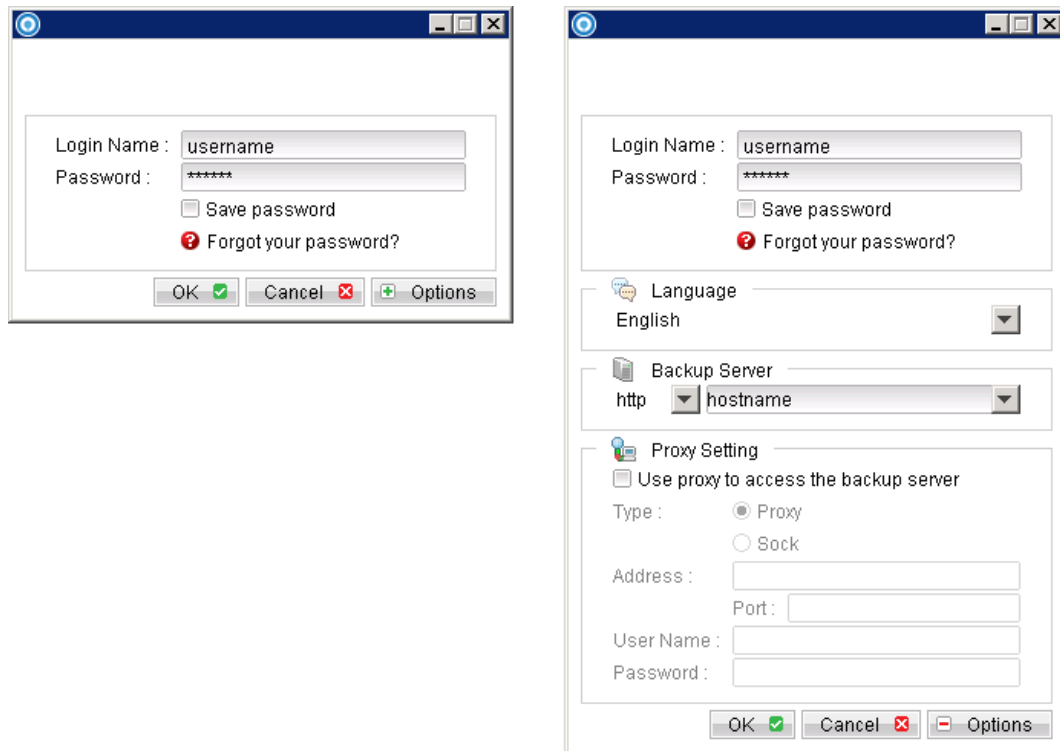 Login Name : username
Password : ******
Save password
Forgot your password?
OK Cancel Options
Login Name : username
Password : ******
Save password
Forgot your password?
Language
English
Backup Server
http hostname
Proxy Setting
Use proxy to access the backup server
Type : Proxy
Sock
Address :
Port :
User Name :
Password :
OK Cancel Options